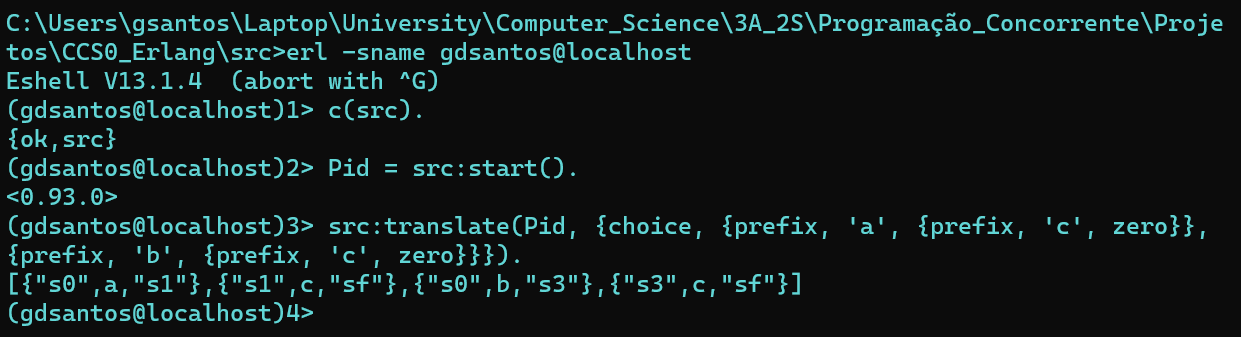 C:\Users\gsantos\Laptop\University\Computer_Science\3A_2S\Programação_Concorrente\Proje
tos\CCS0_Erlang\src>erl -sname gdsantos@localhost
Eshell V13.1.4  (abort with ^G)
(gdsantos@localhost)1> c(src).
{ok,src}
(gdsantos@localhost)2> Pid = src:start().
<0.93.0>
(gdsantos@localhost)3> src:translate(Pid, {choice, {prefix, 'a', {prefix, 'c', zero}},
{prefix, 'b', {prefix, 'c', zero}}}).
[{"s0",a,"s1"},{"s1",c,"sf"},{"s0",b,"s3"},{"s3",c,"sf"}]
(gdsantos@localhost)4>